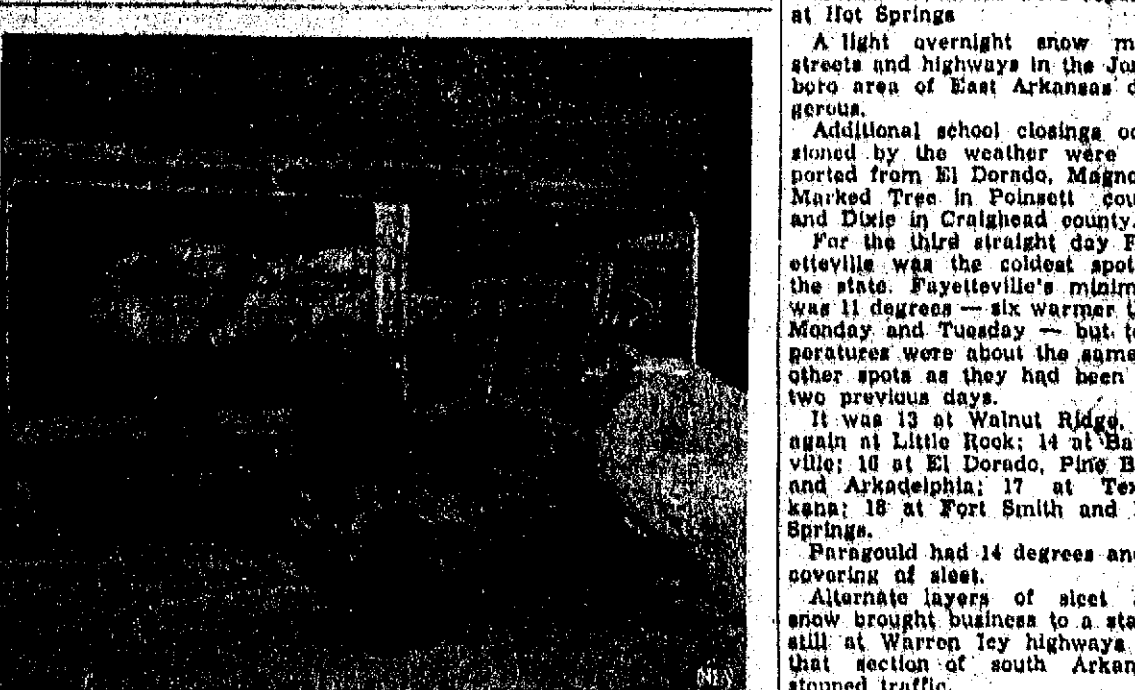 at Hot Springs
A light overnight snow m
streets and highways in the Jo
boro area of East Arkansas d
gerous.
Additional school closings oc
sioned by the weather were
ported from El Dorado, Magno
Marked Tree in Poinsett cou
and Dixie in Craighead county.
For the third straight day F
etteville was the coldest spot
the state. Fayetteville's minim
was 11 degrees — six warmer t
Monday and Tuesday — but t
peratures were about the same
other spots as they had been
two previous days.
It was 13 at Walnut Ridge,
again at Little Rock; 14 at Ba
ville; 16 at El Dorado, Pine B
and Arkadelphia; 17 at Tex
kana; 18 at Fort Smith and
Springs.
Paragould had 14 degrees an
covering of sleet.
Alternate layers of sleet
snow brought business to a sta
still at Warren Icy highways
that section of south Arkan
stopped traffic.